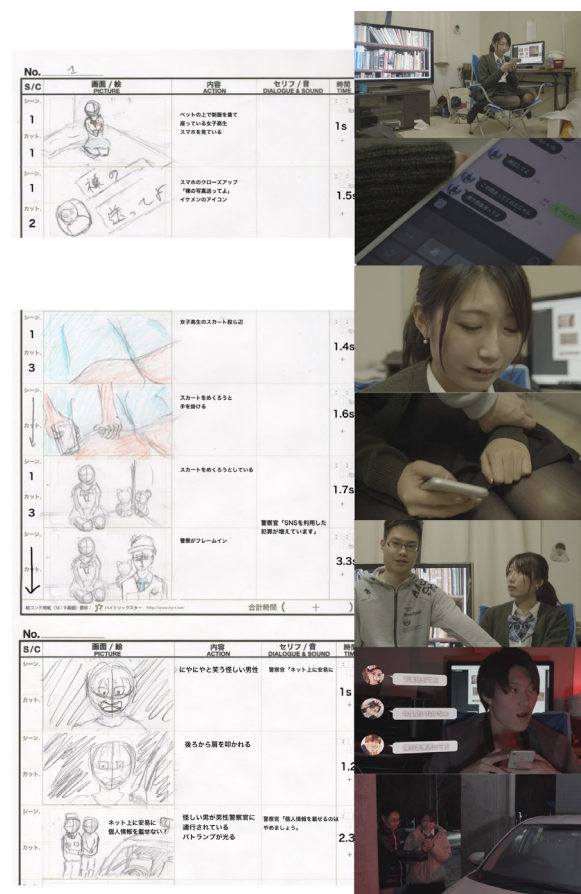 No. 1
S/C 画面 / 絵 内容 セリフ / 音 時間
PICTURE ACTION DIALOGUE & SOUND TIME
シーン.
1
カット.
1
ベットの上で制服を着て
座っている女子高生
スマホを見ている
1s
シーン.
1
カット.
2
裸の
送ってよ
スマホのクローズアップ
「裸の写真送ってよ」
イケメンのアイコン
1.5s
シーン.
1
カット.
3
女子高生のスカート殴ら辺
1.4s
シーン.
カット.
スカートをめくろうと
手を掛ける
1.6s
シーン.
1
カット.
3
スカートをめくろうとしている
1.7s
警察官「SNSを利用した
犯罪が増えています」
シーン.
カット.
警察がフレームイン
3.3s
合計時間 ( + )
No.
S/C 画面 / 絵 内容 セリフ / 音 時間
PICTURE ACTION DIALOGUE & SOUND TIM
シーン.
カット.
にやにやと笑う怪しい男性
警察官「ネット上に安易に
1s
シーン.
カット.
後ろから肩を叩かれる
1.2
シーン.
カット.
ネット上に安易に
個人情報を載せない!
怪しい男が男性警察官に
連行されている
パトランプが光る
警察官「個人情報を載せるのは
やめましょう」
2.3